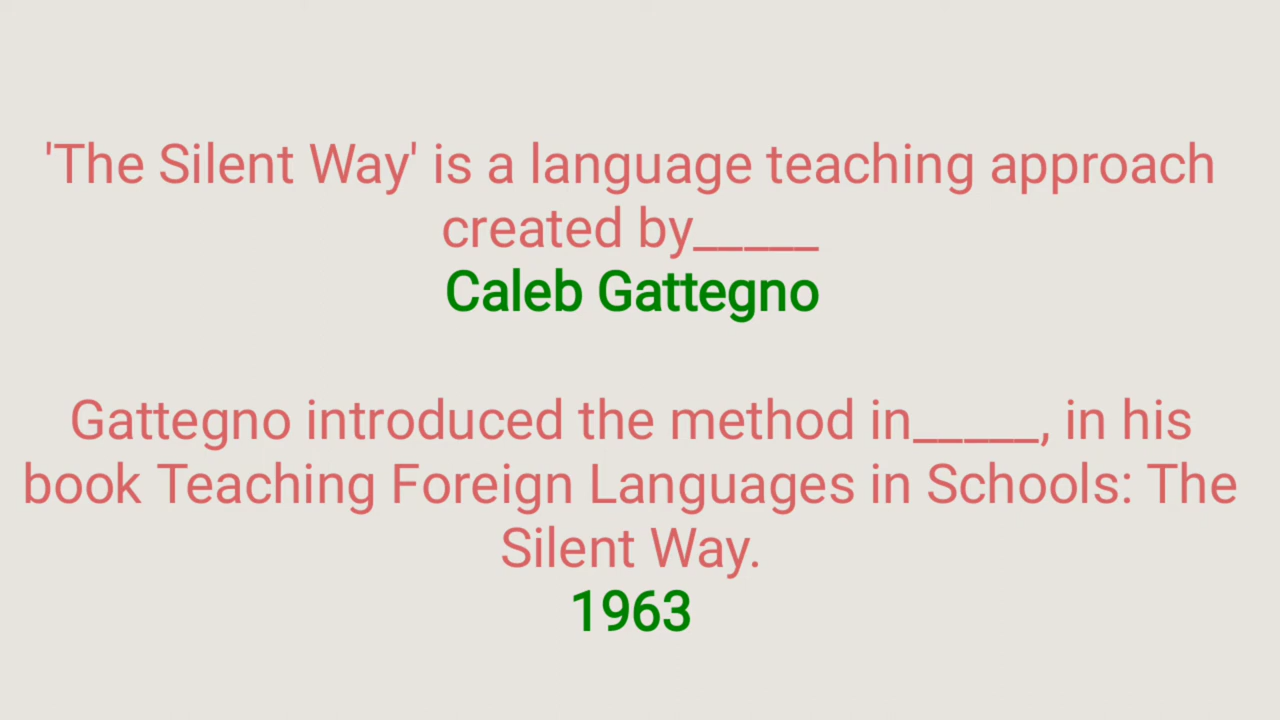 'The Silent Way' is a language teaching approach
created by_____
Caleb Gattegno
Gattegno introduced the method in_____, in his
book Teaching Foreign Languages in Schools: The
Silent Way.
1963